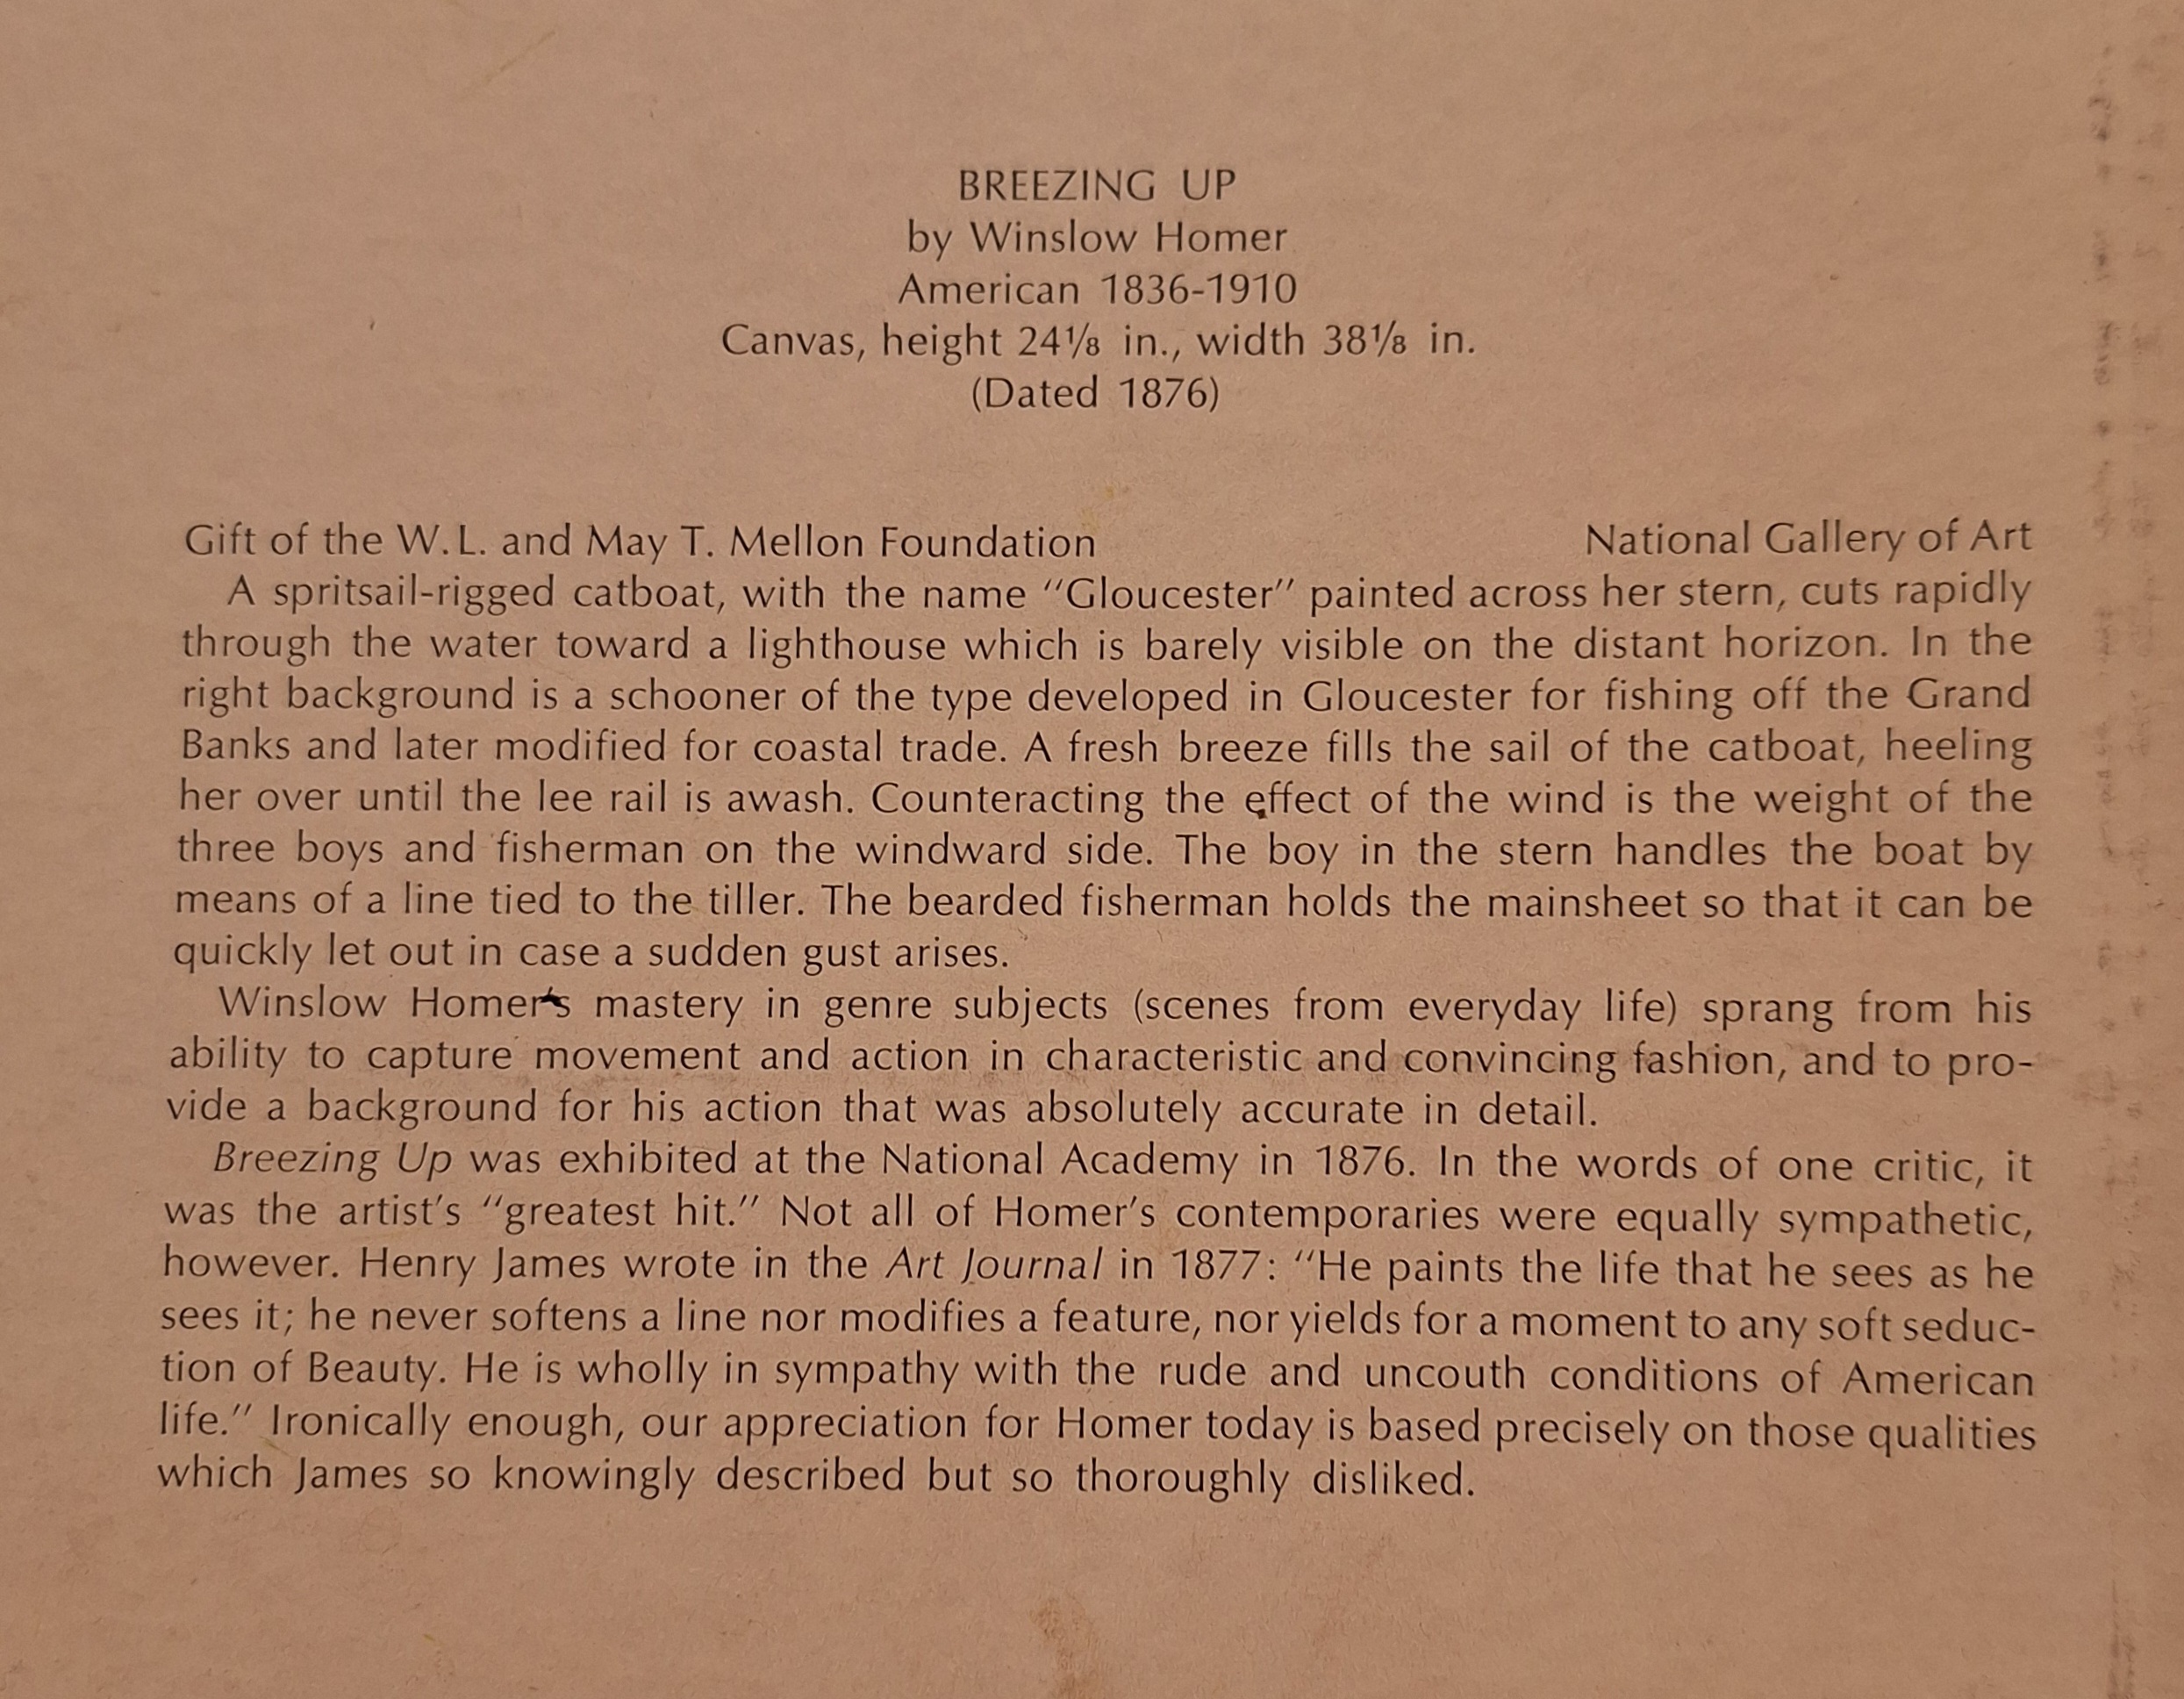 BREEZING UP
by Winslow Homer
American 1836-1910
Canvas, height 24⅛ in., width 38⅛ in.
(Dated 1876)
Gift of the W.L. and May T. Mellon Foundation National Gallery of Art
A spritsail-rigged catboat, with the name "Gloucester" painted across her stern, cuts rapidly
through the water toward a lighthouse which is barely visible on the distant horizon. In the
right background is a schooner of the type developed in Gloucester for fishing off the Grand
Banks and later modified for coastal trade. A fresh breeze fills the sail of the catboat, heeling
her over until the lee rail is awash. Counteracting the effect of the wind is the weight of the
three boys and fisherman on the windward side. The boy in the stern handles the boat by
means of a line tied to the tiller. The bearded fisherman holds the mainsheet so that it can be
quickly let out in case a sudden gust arises.
Winslow Homer's mastery in genre subjects (scenes from everyday life) sprang from his
ability to capture movement and action in characteristic and convincing fashion, and to pro-
vide a background for his action that was absolutely accurate in detail.
Breezing Up was exhibited at the National Academy in 1876. In the words of one critic, it
was the artist's "greatest hit." Not all of Homer's contemporaries were equally sympathetic,
however. Henry James wrote in the Art Journal in 1877: "He paints the life that he sees as he
sees it; he never softens a line nor modifies a feature, nor yields for a moment to any soft seduc-
tion of Beauty. He is wholly in sympathy with the rude and uncouth conditions of American
life." Ironically enough, our appreciation for Homer today is based precisely on those qualities
which James so knowingly described but so thoroughly disliked.